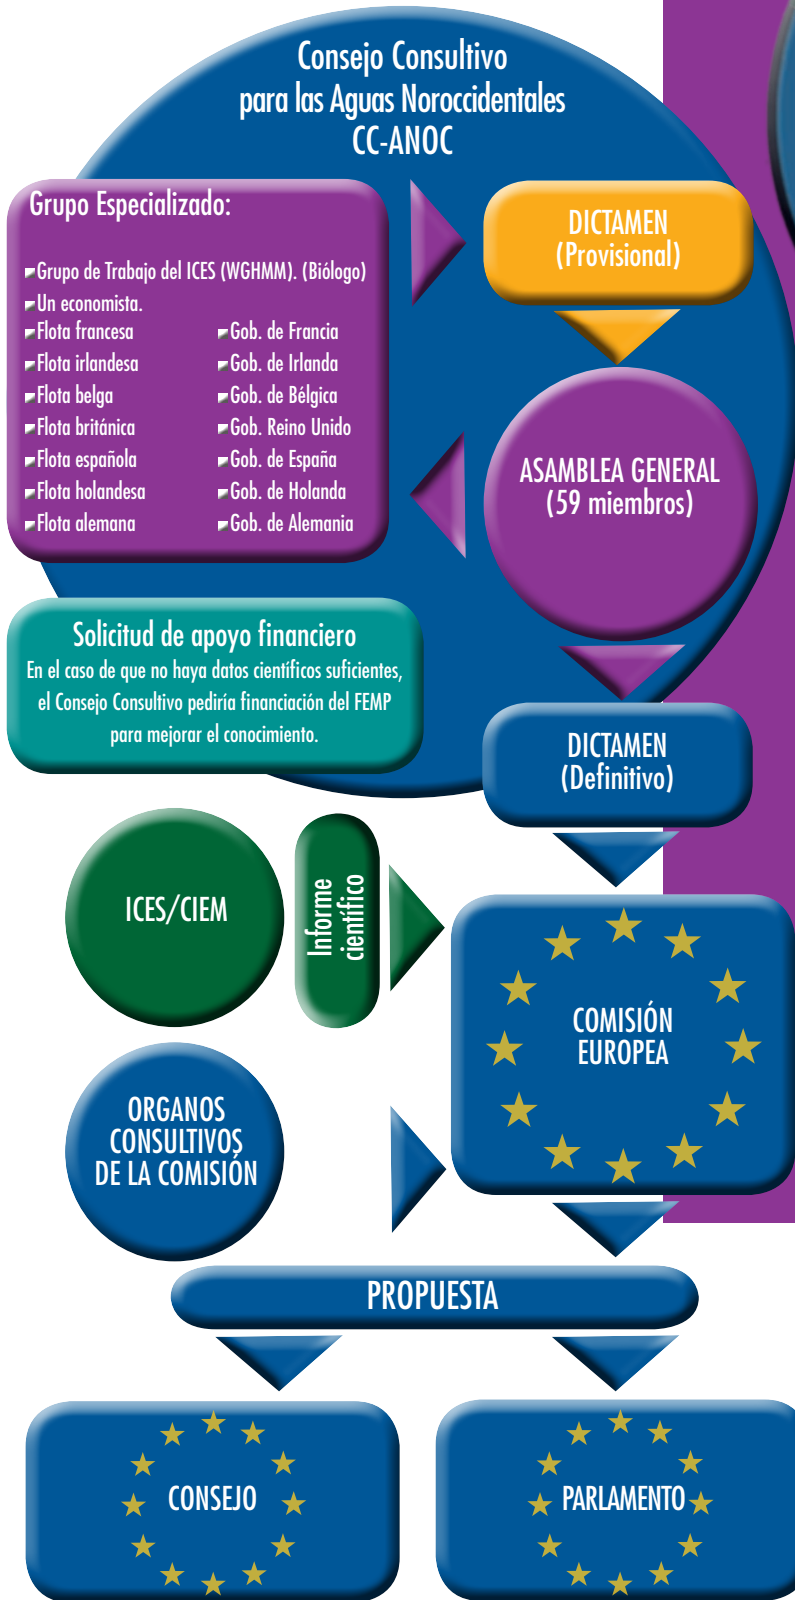 Consejo Consultivo
para las Aguas Noroccidentales
CC-ANOC
Grupo Especializado:
Grupo de Trabajo del ICES (WGHMM). (Biólogo)
Un economista.
Flota francesa
Flota irlandesa
Flota belga
Flota británica
Flota española
Flota holandesa
Flota alemana
Gob. de Francia
Gob. de Irlanda
Gob. de Bélgica
Gob. Reino Unido
Gob. de España
Gob. de Holanda
Gob. de Alemania
DICTAMEN
(Provisional)
ASAMBLEA GENERAL
(59 miembros)
Solicitud de apoyo financiero
En el caso de que no haya datos científicos suficientes,
el Consejo Consultivo pediría financiación del FEMP
para mejorar el conocimiento.
DICTAMEN
(Definitivo)
ICES/CIEM
Informe
científico
COMISIÓN
EUROPEA
ORGANOS
CONSULTIVOS
DE LA COMISIÓN
PROPUESTA
CONSEJO
PARLAMENTO